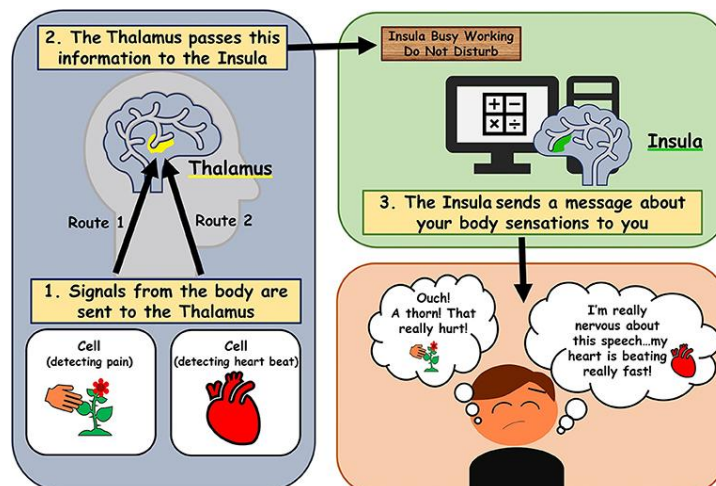 2. The Thalamus passes this
information to the Insula
Thalamus
Route 1
Route 2
1. Signals from the body are
sent to the Thalamus
Cell
(detecting pain)
Cell
(detecting heart beat)
Insula Busy Working
Do Not Disturb
Insula
3. The Insula sends a message about
your body sensations to you
Ouch!
A thorn! That
really hurt!
I'm really
nervous about
this speech...my
heart is beating
really fast!